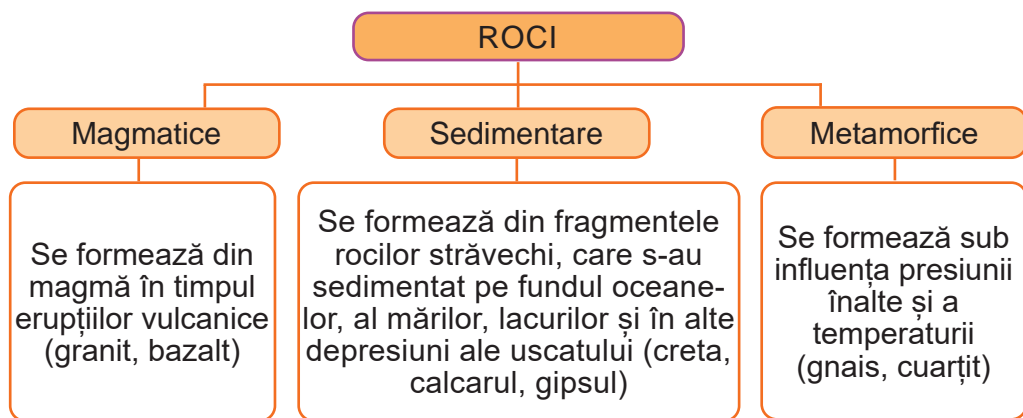 ROCI
Magmatice
Sedimentare
Metamorfice
Se formează din
magmă în timpul
erupțiilor vulcanice
(granit, bazalt)
Se formează din fragmentele
rocilor străvechi, care s-au
sedimentat pe fundul oceane-
lor, al mărilor, lacurilor și în alte
depresiuni ale uscatului (creta,
calcarul, gipsul)
Se formează sub
influența presiunii
înalte și a
temperaturii
(gnais, cuarțit)